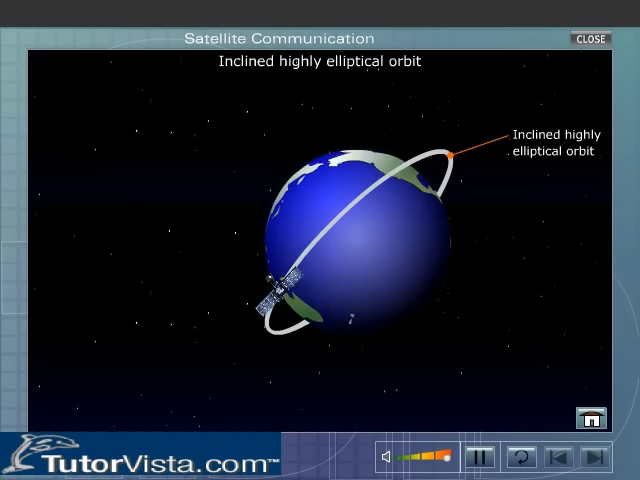 Satellite Communication
CLOSE
Inclined highly elliptical orbit
Inclined highly
elliptical orbit
TutorVista.com™